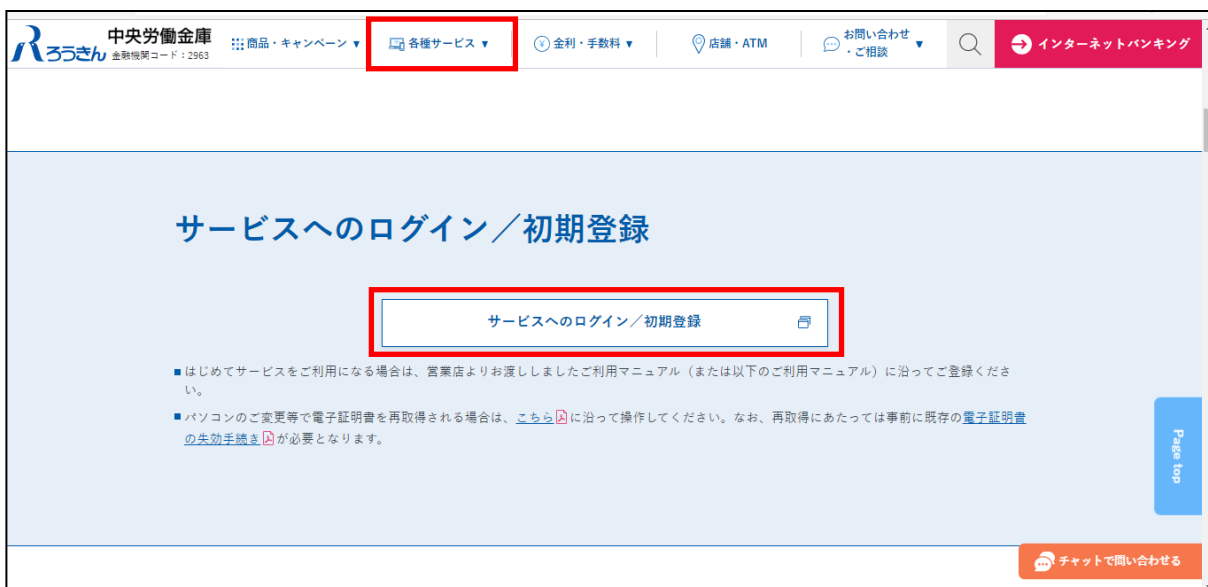 ろうきん 中央労働金庫
金融機関コード:2963
商品・キャンペーン ▼
各種サービス ▼
金利・手数料 ▼
店舗・ATM
お問い合わせ
・ご相談 ▼
インターネットバンキング
サービスへのログイン/初期登録
サービスへのログイン/初期登録
■はじめてサービスをご利用になる場合は、営業店よりお渡ししましたご利用マニュアル(または以下のご利用マニュアル)に沿ってご登録くださ
い。
■パソコンのご変更等で電子証明書を再取得される場合は、こちらに沿って操作してください。なお、再取得にあたっては事前に既存の電子証明書
の失効手続きが必要となります。
Page top
チャットで問い合わせる